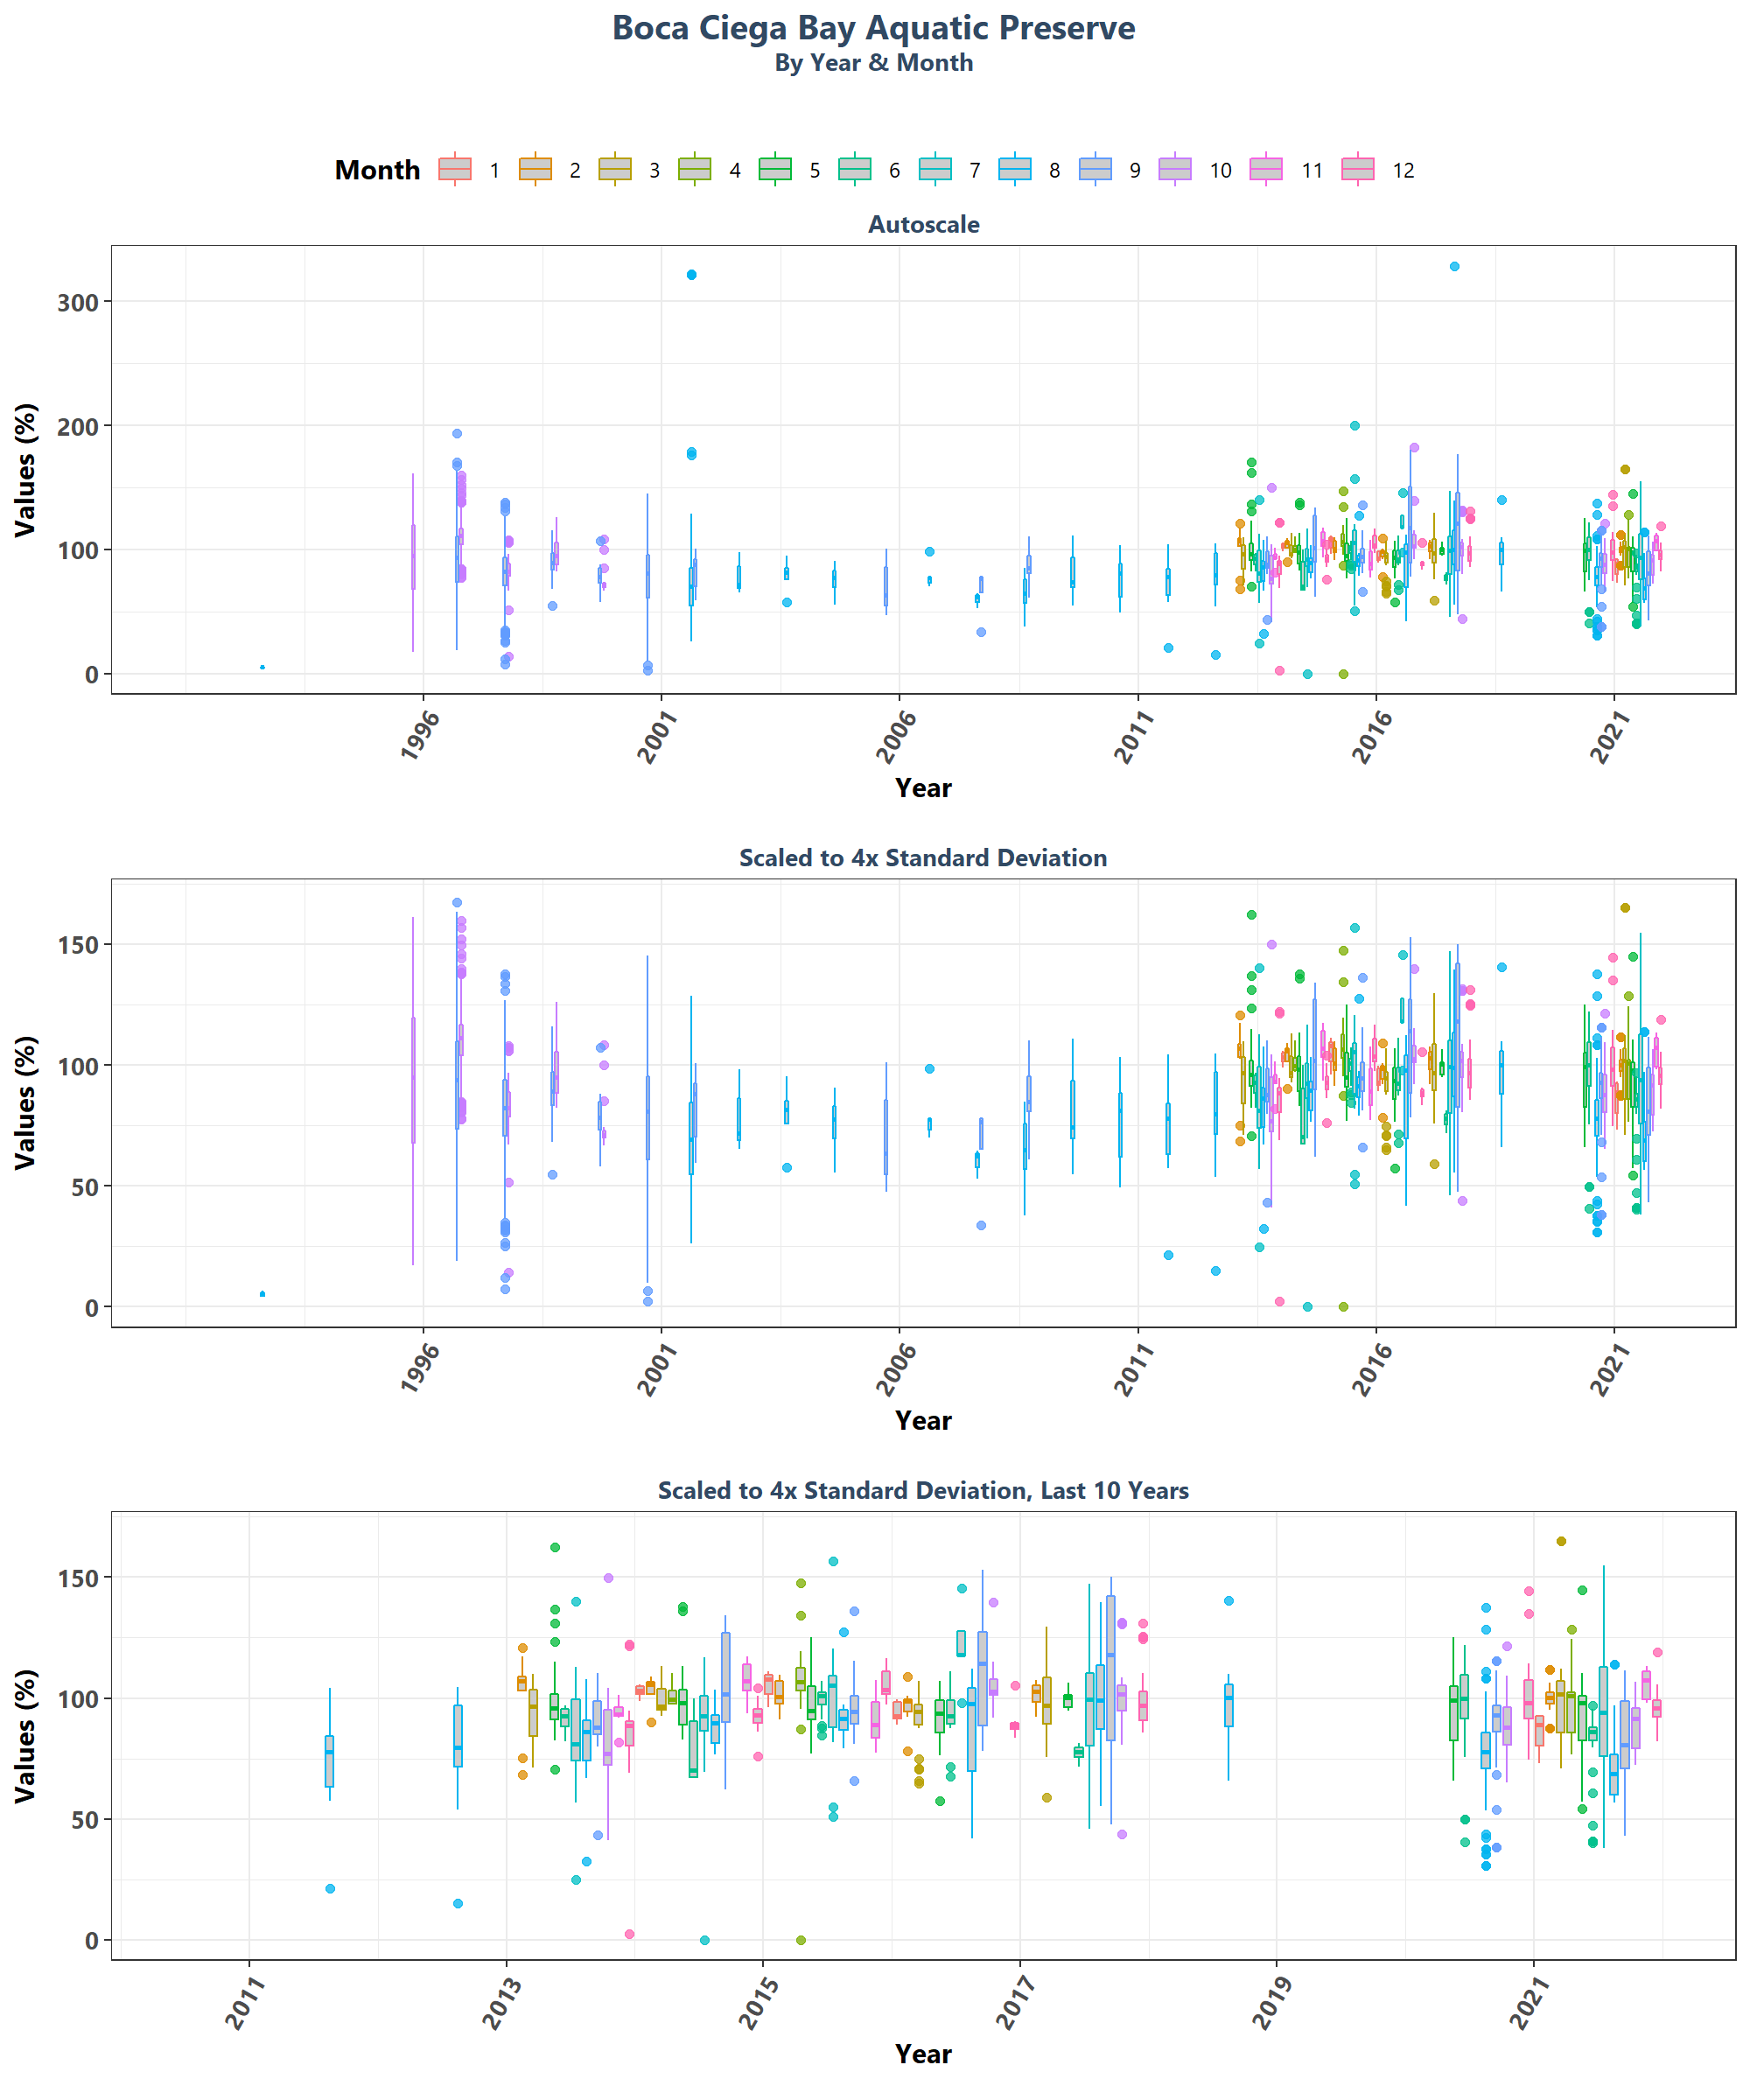 Boca Ciega Bay Aquatic Preserve
By Year & Month
Month 1 2 3 4 5 6 7 8 9 10 11 12
Autoscale
Values (%)
300
200
100
0
1996 2001 2006 2011 2016 2021
Year
Scaled to 4x Standard Deviation
Values (%)
150
100
50
0
1996 2001 2006 2011 2016 2021
Year
Scaled to 4x Standard Deviation, Last 10 Years
Values (%)
150
100
50
0
2011 2013 2015 2017 2019 2021
Year